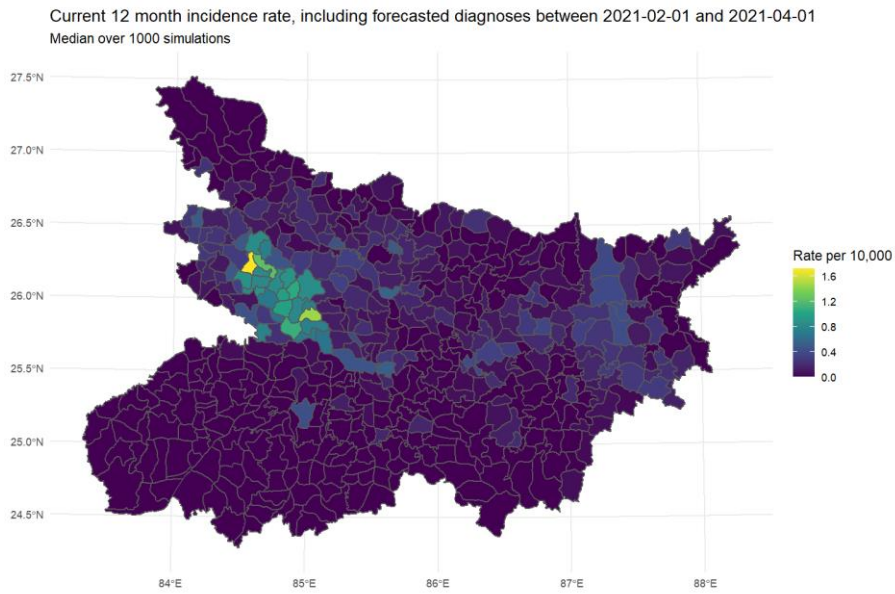 Current 12 month incidence rate, including forecasted diagnoses between 2021-02-01 and 2021-04-01
Median over 1000 simulations
27.5°N
27.0°N
26.5°N
26.0°N
25.5°N
25.0°N
24.5°N
84°E
85°E
86°E
87°E
88°E
Rate per 10,000
1.6
1.2
0.8
0.4
0.0